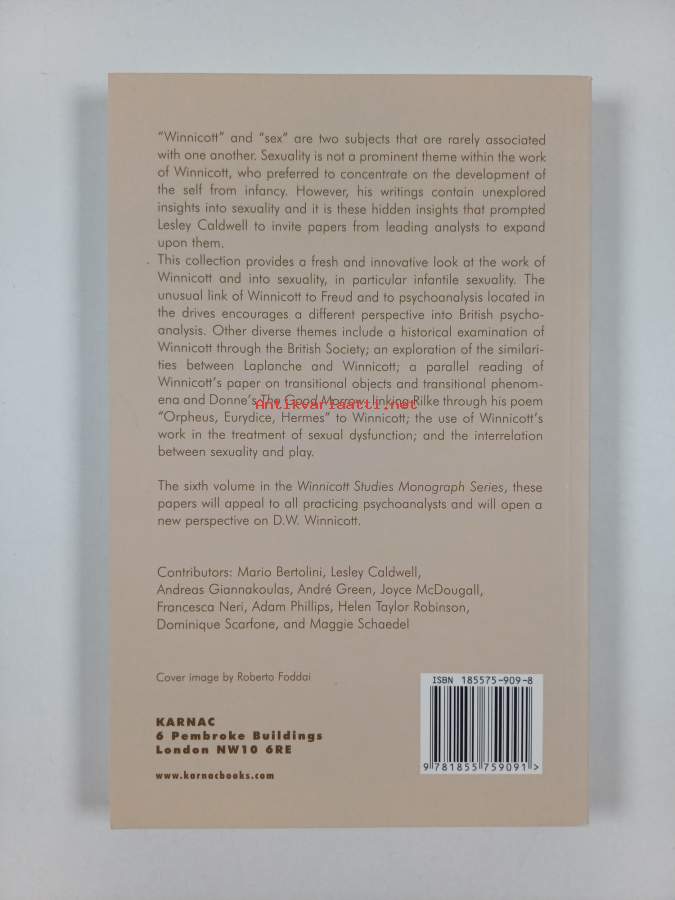 “Winnicott” and “sex” are two subjects that are rarely associated
with one another. Sexuality is not a prominent theme within the work
of Winnicott, who preferred to concentrate on the development of
the self from infancy. However, his writings contain unexplored
insights into sexuality and it is these hidden insights that prompted
Lesley Caldwell to invite papers from leading analysts to expand
upon them.
This collection provides a fresh and innovative look at the work of
Winnicott and into sexuality, in particular infantile sexuality. The
unusual link of Winnicott to Freud and to psychoanalysis located in
the drives encourages a different perspective into British psycho-
analysis. Other diverse themes include a historical examination of
Winnicott through the British Society; an exploration of the similari-
ties between Laplanche and Winnicott; a parallel reading of
Winnicott’s paper on transitional objects and transitional phenom-
ena and Donne’s The Good Morrow, linking Rilke through his poem
Antikvariaatti.net
“Orpheus, Eurydice, Hermes” to Winnicott; the use of Winnicott’s
work in the treatment of sexual dysfunction; and the interrelation
between sexuality and play.
The sixth volume in the Winnicott Studies Monograph Series, these
papers will appeal to all practicing psychoanalysts and will open a
new perspective on D.W. Winnicott.
Contributors: Mario Bertolini, Lesley Caldwell,
Andreas Giannakoulas, André Green, Joyce McDougall,
Francesca Neri, Adam Phillips, Helen Taylor Robinson,
Dominique Scarfone, and Maggie Schaedel
Cover image by Roberto Foddai
KARNAC
6 Pembroke Buildings
London NW10 6RE
www.karnacbooks.com
ISBN 185575-909-8
9 781855 759091 >